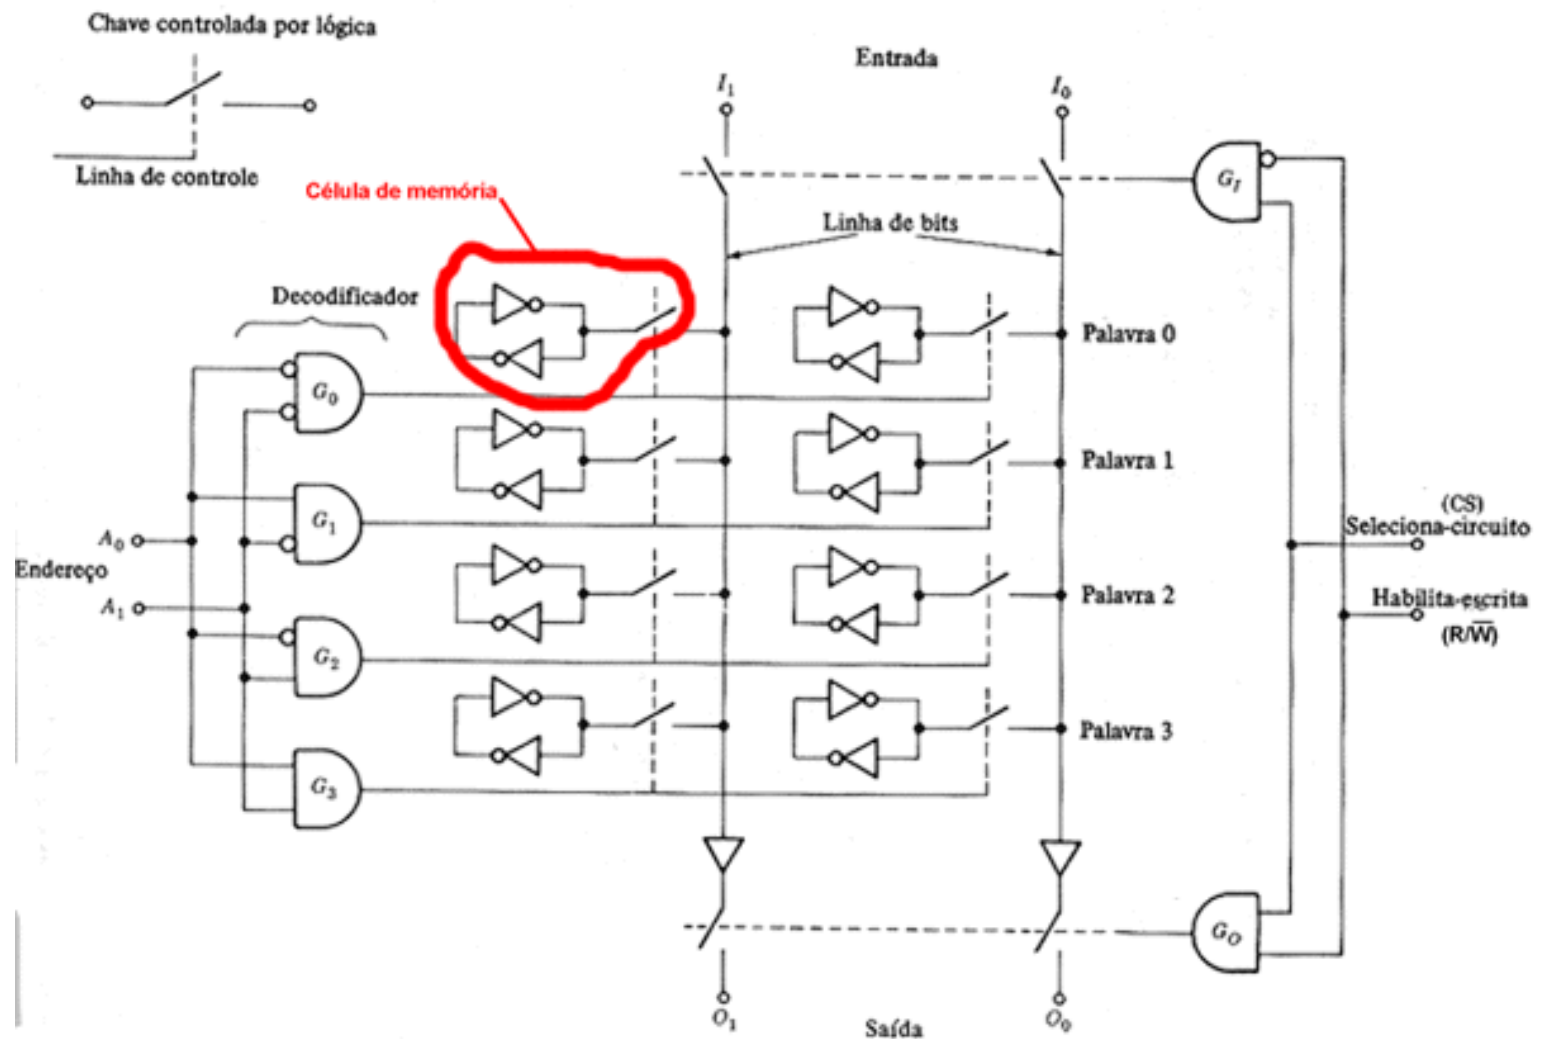 Chave controlada por lógica
Linha de controle
Célula de memória
Entrada
I₁
I₀
G_I
Linha de bits
Decodificador
G₀
Palavra 0
G₁
Palavra 1
A₀
Endereço
A₁
(CS)
Seleciona-circuito
Habilita-escrita
(R/W̅)
G₂
Palavra 2
G₃
Palavra 3
G_O
O₁
Saída
O₀